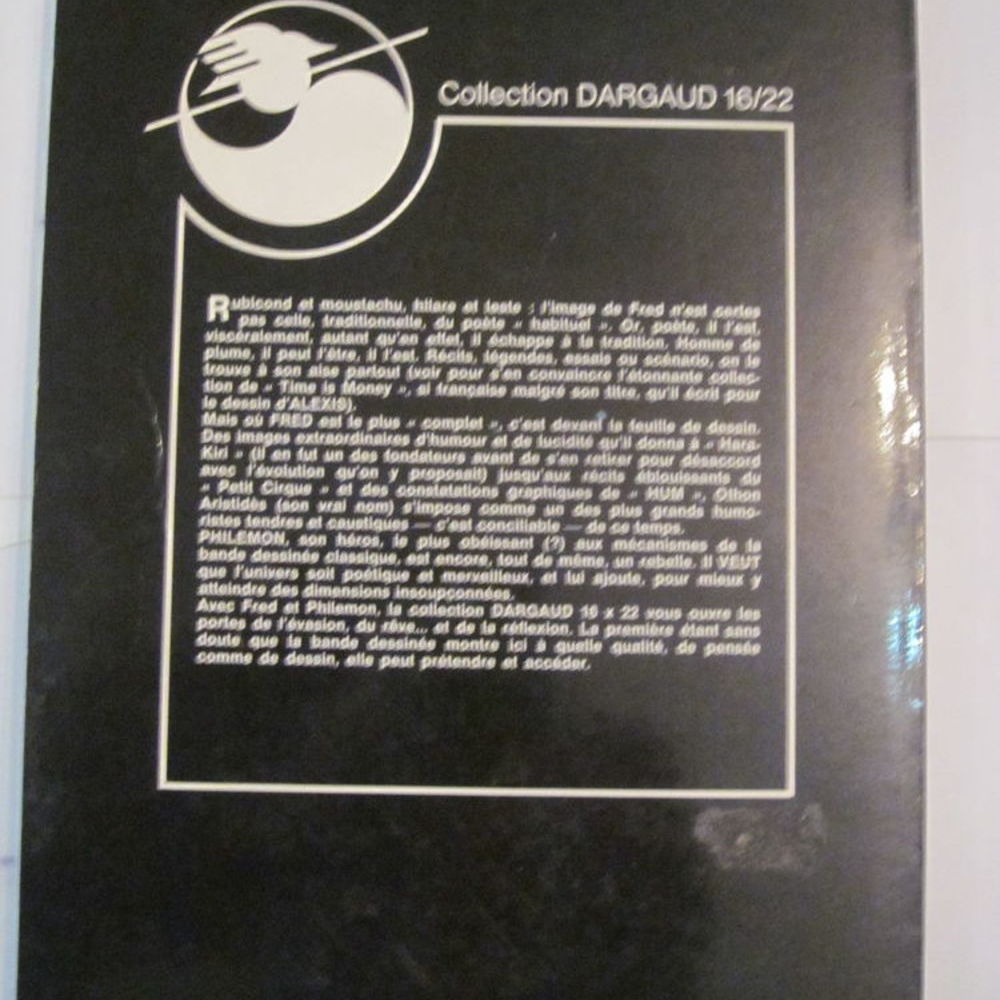 Collection DARGAUD 16/22
Rubicond et moustachu, hilare et leste : l'image de Fred n'est certes
pas celle, traditionnelle, du poète « habituel ». Or, poète, il l'est,
viscéralement, autant qu'en effet, il échappe à la tradition. Homme de
plume, il peut l'être, il l'est. Récits, légendes, essais ou scénario, on le
trouve à son aise partout (voir pour s'en convaincre l'étonnante collec-
tion de « Time is Money », si française malgré son titre, qu'il écrit pour
le dessin d'ALEXIS).
Mais où FRED est le plus « complet », c'est devant la feuille de dessin.
Des images extraordinaires d'humour et de lucidité qu'il donna à « Hara-
Kiri » (il en fut un des fondateurs avant de s'en retirer pour désaccord
avec l'évolution qu'on y proposait) jusqu'aux récits éblouissants du
« Petit Cirque » et des constatations graphiques de « HUM », Othon
Aristidès (son vrai nom) s'impose comme un des plus grands humo-
ristes tendres et caustiques — c'est conciliable — de ce temps.
PHILEMON, son héros, le plus obéissant (?) aux mécanismes de la
bande dessinée classique, est encore, tout de même, un rebelle. Il VEUT
que l'univers soit poétique et merveilleux, et lui ajoute, pour mieux y
atteindre des dimensions insoupçonnées.
Avec Fred et Philemon, la collection DARGAUD 16 x 22 vous ouvre les
portes de l'évasion, du rêve... et de la réflexion. La première étant sans
doute que la bande dessinée montre ici à quelle qualité, de pensée
comme de dessin, elle peut prétendre et accéder.